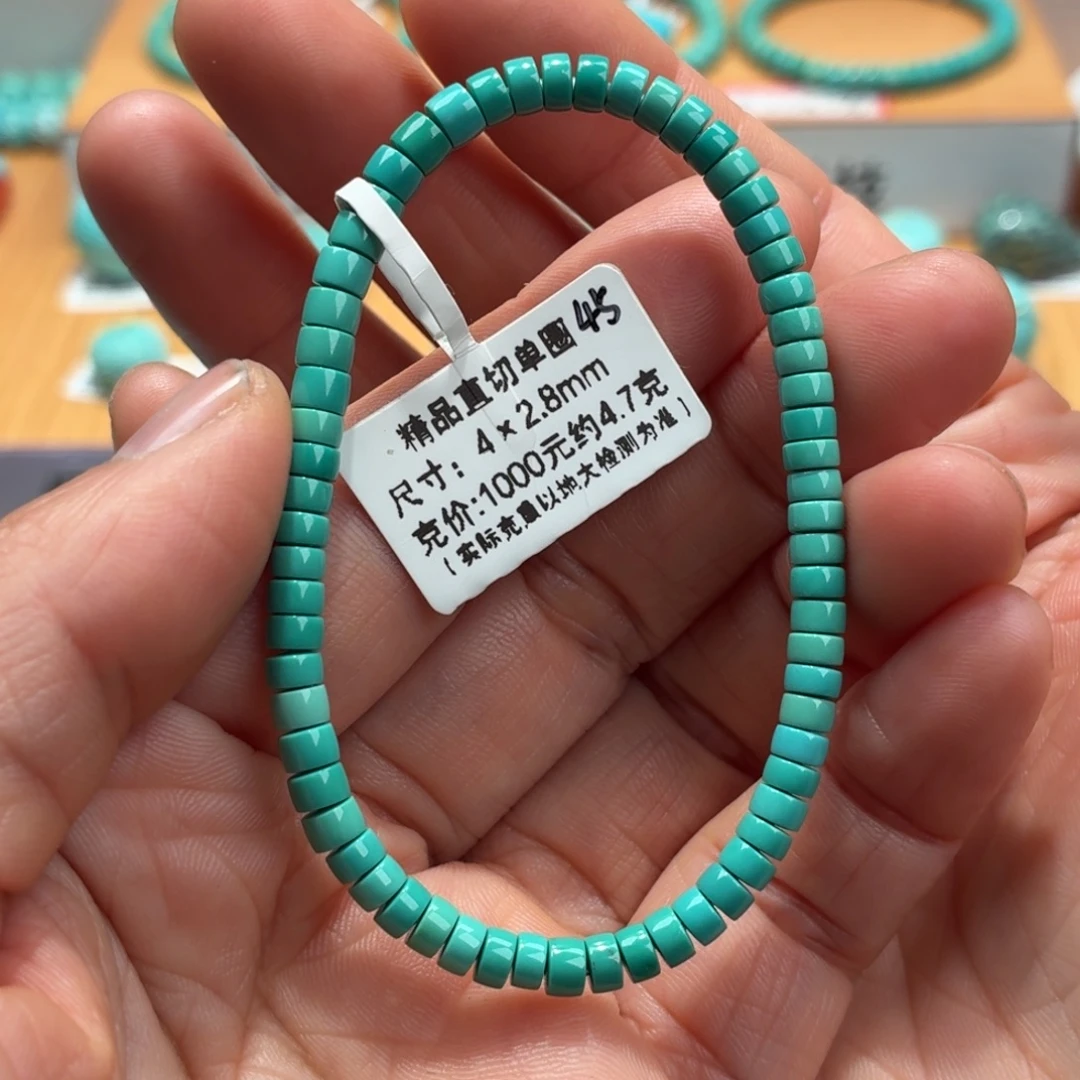 精品直切单圈 45
尺寸：4×2.8mm
克价:1000元约4.7克
(实际克重以地大检测为准)